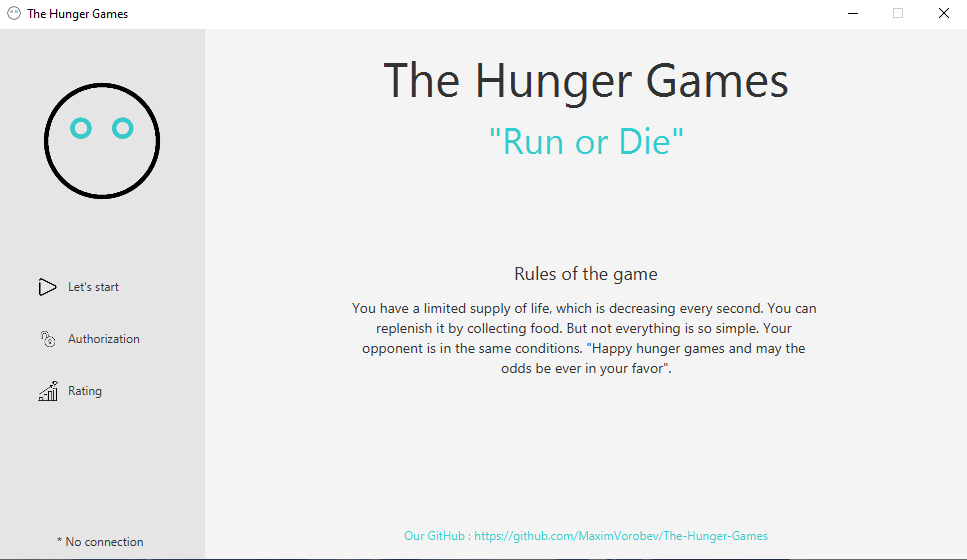 The Hunger Games
The Hunger Games
"Run or Die"
Let's start
Authorization
Rating
* No connection
Rules of the game
You have a limited supply of life, which is decreasing every second. You can
replenish it by collecting food. But not everything is so simple. Your
opponent is in the same conditions. "Happy hunger games and may the
odds be ever in your favor".
Our GitHub : https://github.com/MaximVorobev/The-Hunger-Games